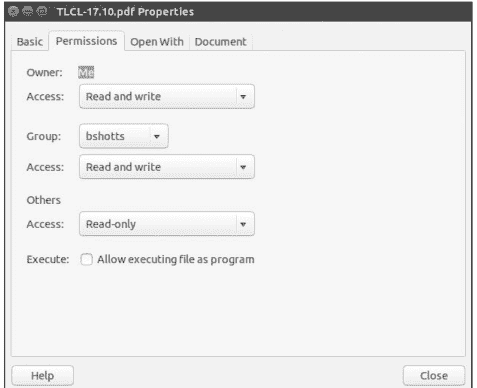 TLCL-17.10.pdf Properties
Basic Permissions Open With Document
Owner: Me
Access: Read and write
Group: bshotts
Access: Read and write
Others
Access: Read-only
Execute: Allow executing file as program
Help Close